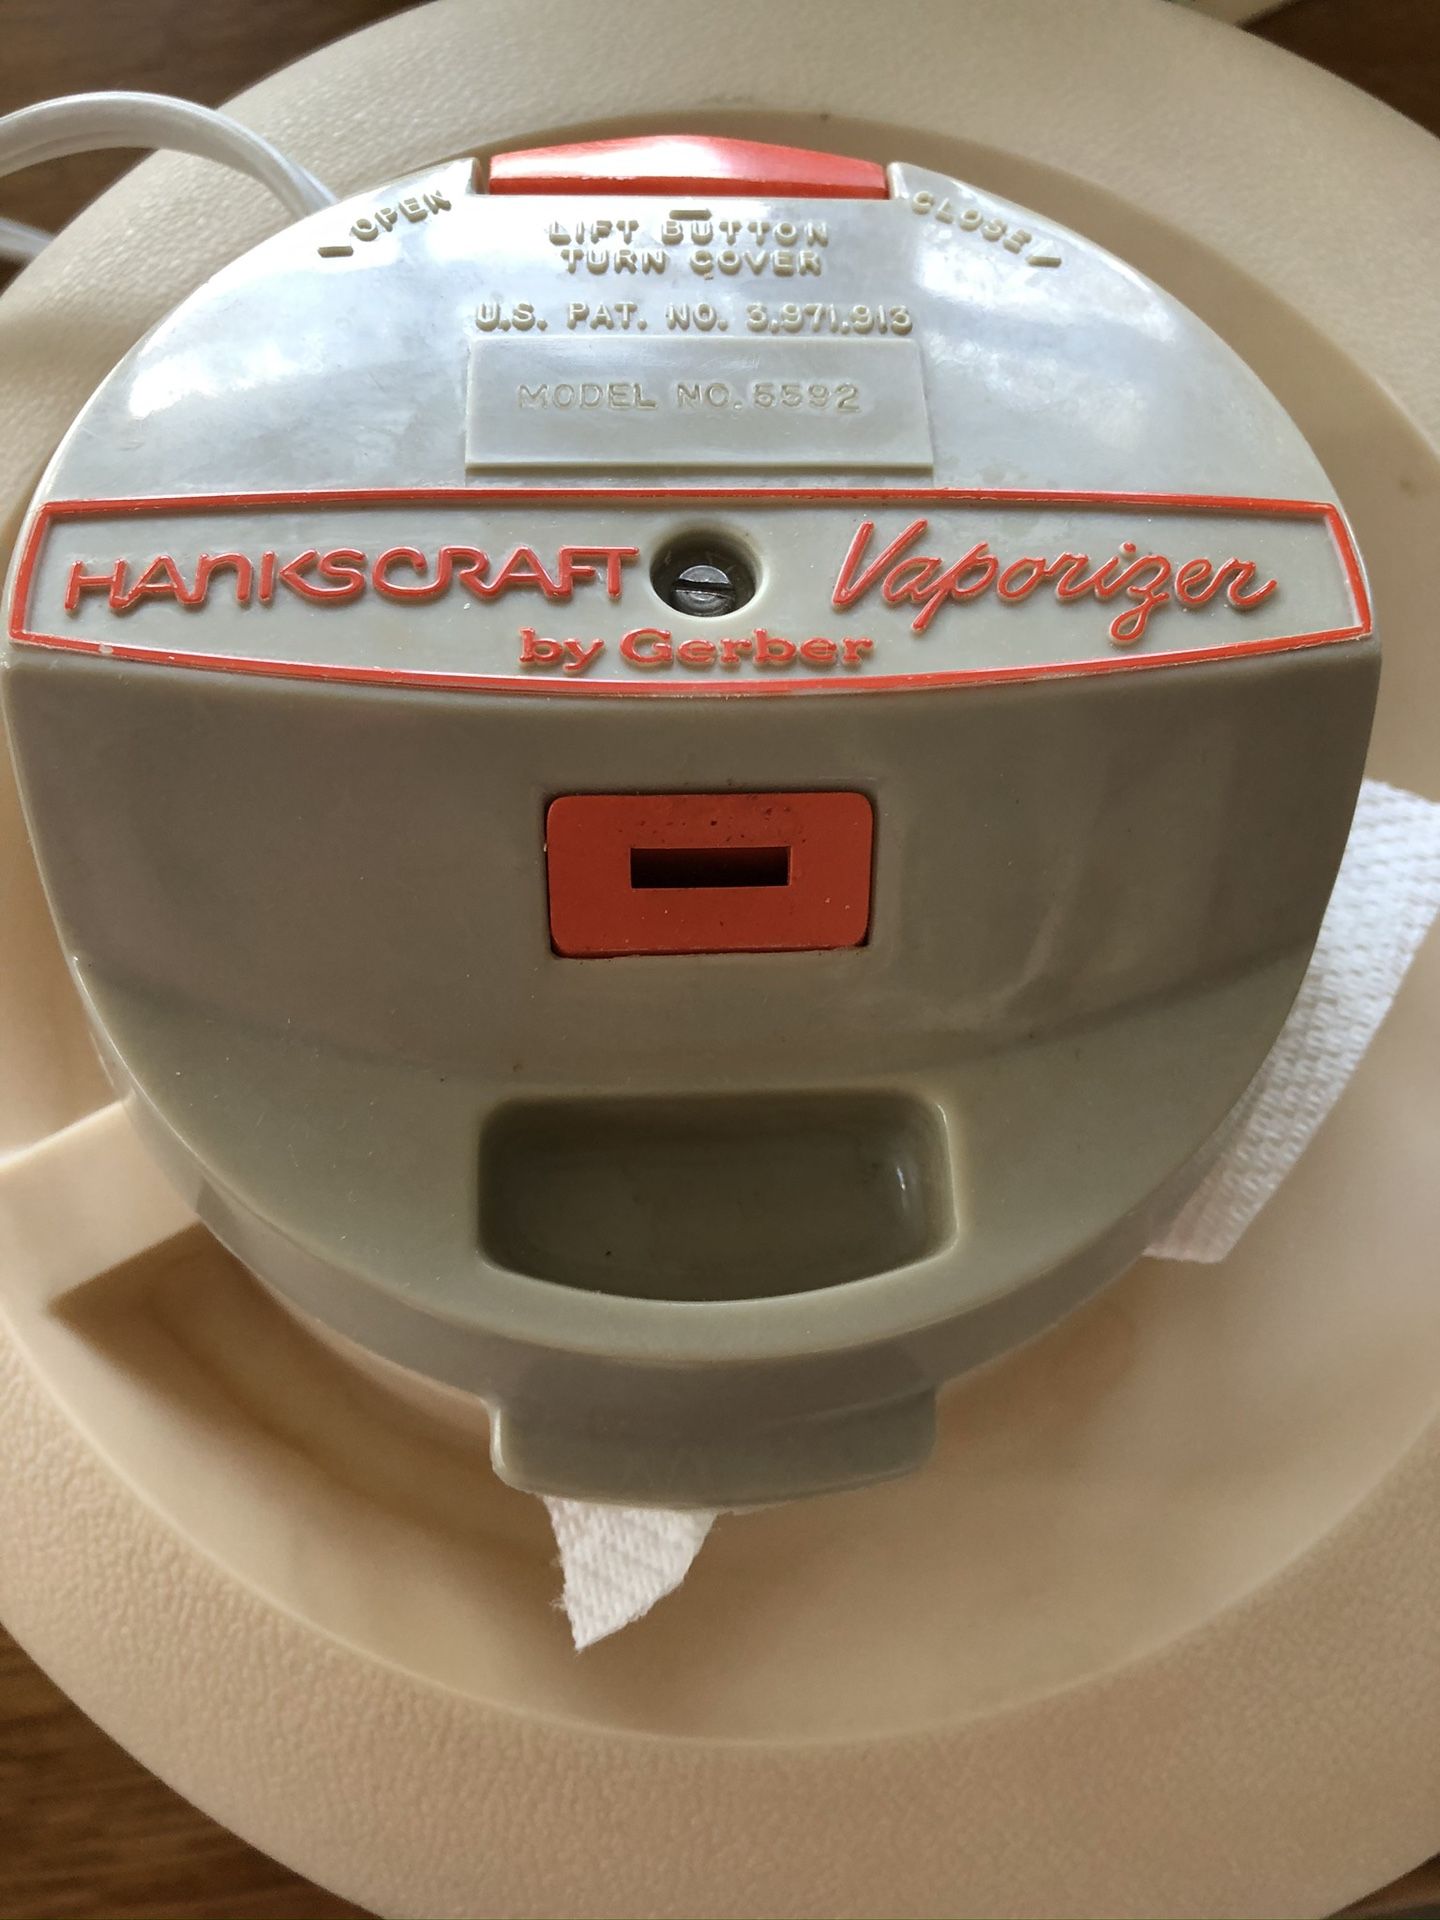 OPEN
CLOSE
LIFT BUTTON
TURN COVER
U.S. PAT. NO. 3,971,913
MODEL NO. 5592
HANKSCRAFT Vaporizer
by Gerber